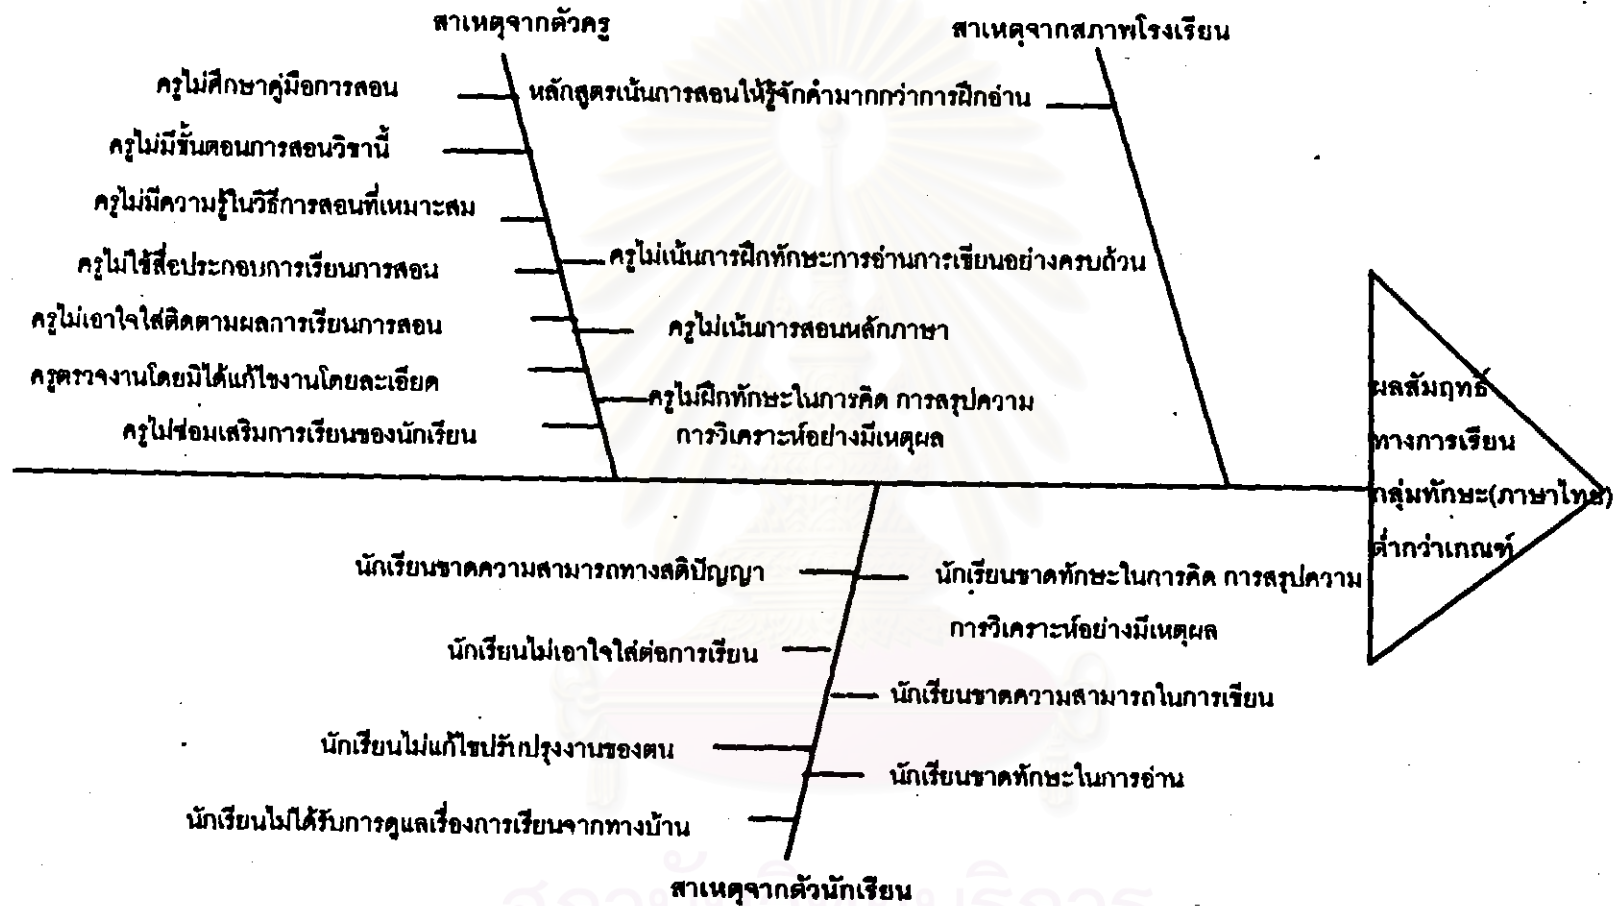 สาเหตุจากตัวครู
สาเหตุจากสภาพโรงเรียน
ครูไม่ศึกษาคู่มือการสอน
หลักสูตรเน้นการสอนให้รู้จักคำมากกว่าการฝึกอ่าน
ครูไม่มีขั้นตอนการสอนวิชานี้
ครูไม่มีความรู้ในวิธีการสอนที่เหมาะสม
ครูไม่ใช้สื่อประกอบการเรียนการสอน
ครูไม่เน้นการฝึกทักษะการอ่านการเขียนอย่างครบถ้วน
ครูไม่เอาใจใส่ติดตามผลการเรียนการสอน
ครูไม่เน้นการสอนหลักภาษา
ครูตรวจงานโดยมิได้แก้ไขงานโดยละเอียด
ครูไม่ฝึกทักษะในการคิด การสรุปความ
การวิเคราะห์อย่างมีเหตุผล
ครูไม่ซ่อมเสริมการเรียนของนักเรียน
ผลสัมฤทธิ์
ทางการเรียน
กลุ่มทักษะ(ภาษาไทย)
ต่ำกว่าเกณฑ์
นักเรียนขาดความสามารถทางสติปัญญา
นักเรียนขาดทักษะในการคิด การสรุปความ
การวิเคราะห์อย่างมีเหตุผล
นักเรียนไม่เอาใจใส่ต่อการเรียน
นักเรียนขาดความสามารถในการเขียน
นักเรียนไม่แก้ไขปรับปรุงงานของตน
นักเรียนขาดทักษะในการอ่าน
นักเรียนไม่ได้รับการดูแลเรื่องการเรียนจากทางบ้าน
สาเหตุจากตัวนักเรียน